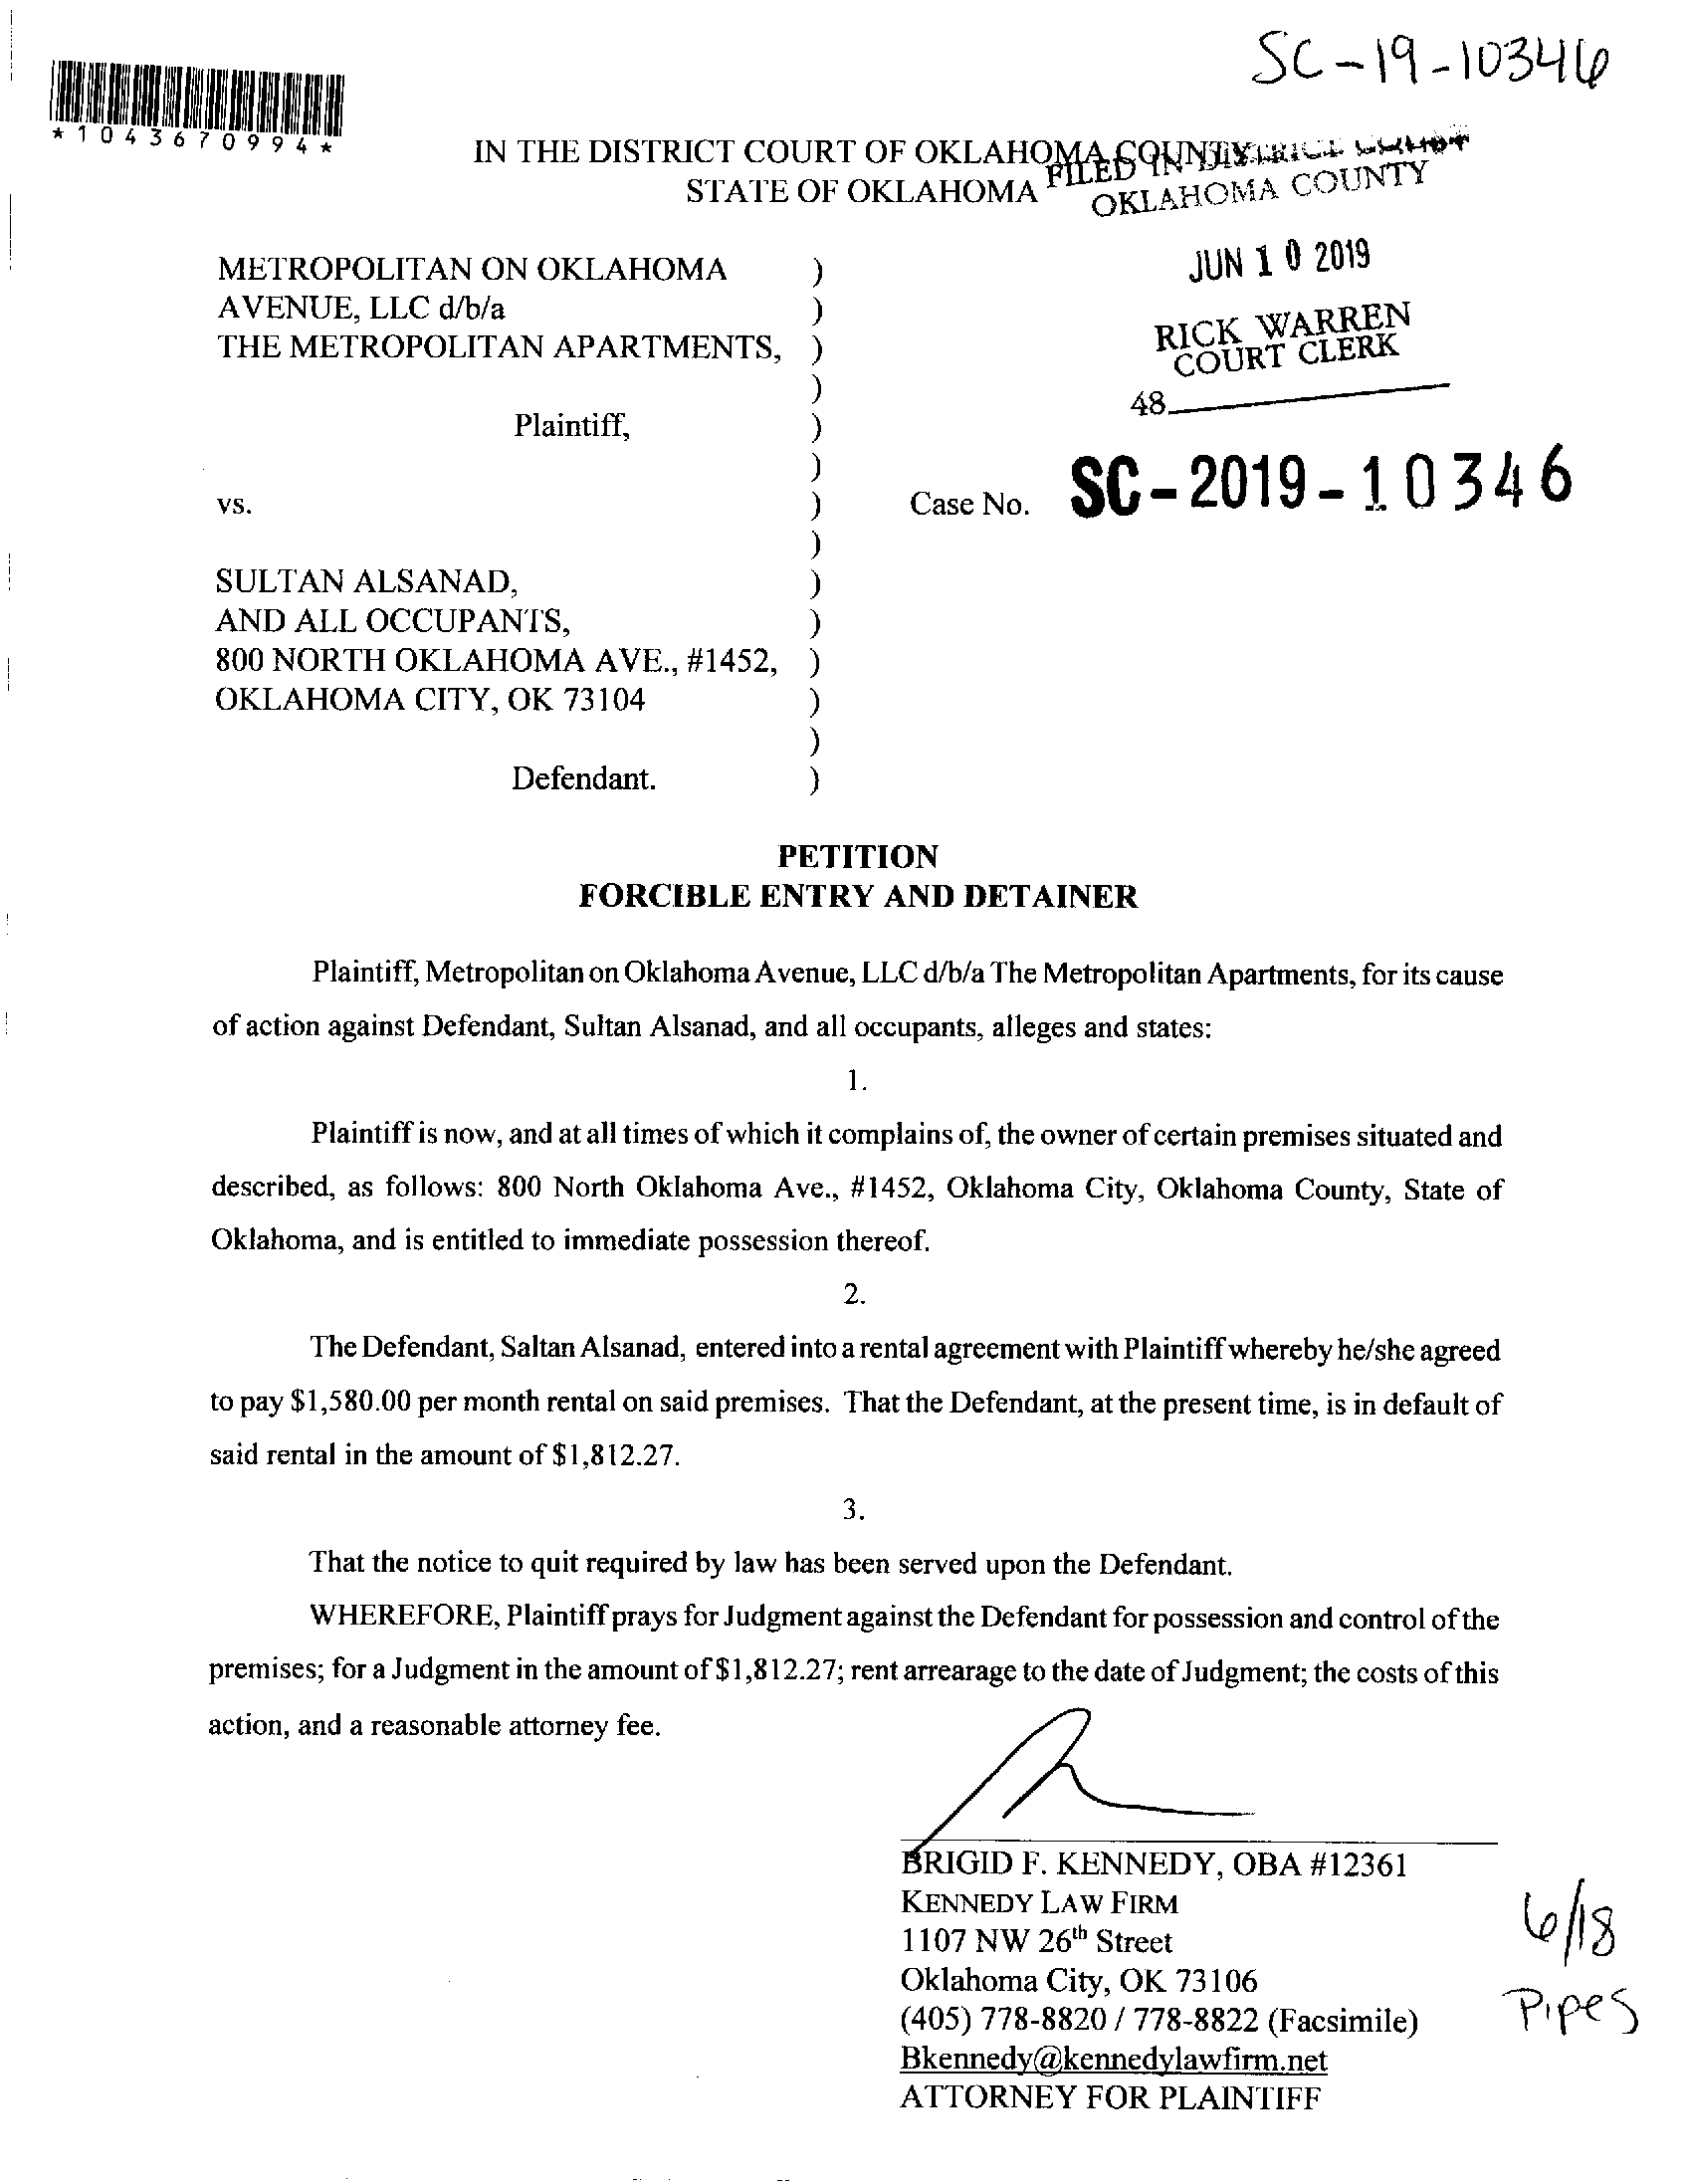 SC-19-10346
*1043670994*
IN THE DISTRICT COURT OF OKLAHOMA COUNTY
STATE OF OKLAHOMA
FILED IN DISTRICT COURT
OKLAHOMA COUNTY
JUN 10 2019
RICK WARREN
COURT CLERK
48
METROPOLITAN ON OKLAHOMA )
AVENUE, LLC d/b/a )
THE METROPOLITAN APARTMENTS, )
)
Plaintiff, )
)
vs. ) Case No. SC-2019-10346
)
SULTAN ALSANAD, )
AND ALL OCCUPANTS, )
800 NORTH OKLAHOMA AVE., #1452, )
OKLAHOMA CITY, OK 73104 )
)
Defendant. )
PETITION
FORCIBLE ENTRY AND DETAINER
Plaintiff, Metropolitan on Oklahoma Avenue, LLC d/b/a The Metropolitan Apartments, for its cause
of action against Defendant, Sultan Alsanad, and all occupants, alleges and states:
1.
Plaintiff is now, and at all times of which it complains of, the owner of certain premises situated and
described, as follows: 800 North Oklahoma Ave., #1452, Oklahoma City, Oklahoma County, State of
Oklahoma, and is entitled to immediate possession thereof.
2.
The Defendant, Saltan Alsanad, entered into a rental agreement with Plaintiff whereby he/she agreed
to pay $1,580.00 per month rental on said premises. That the Defendant, at the present time, is in default of
said rental in the amount of $1,812.27.
3.
That the notice to quit required by law has been served upon the Defendant.
WHEREFORE, Plaintiff prays for Judgment against the Defendant for possession and control of the
premises; for a Judgment in the amount of $1,812.27; rent arrearage to the date of Judgment; the costs of this
action, and a reasonable attorney fee.
BRIGID F. KENNEDY, OBA #12361
KENNEDY LAW FIRM
1107 NW 26th Street
Oklahoma City, OK 73106
(405) 778-8820 / 778-8822 (Facsimile)
Bkennedy@kennedylawfirm.net
ATTORNEY FOR PLAINTIFF
6/18
Pipes